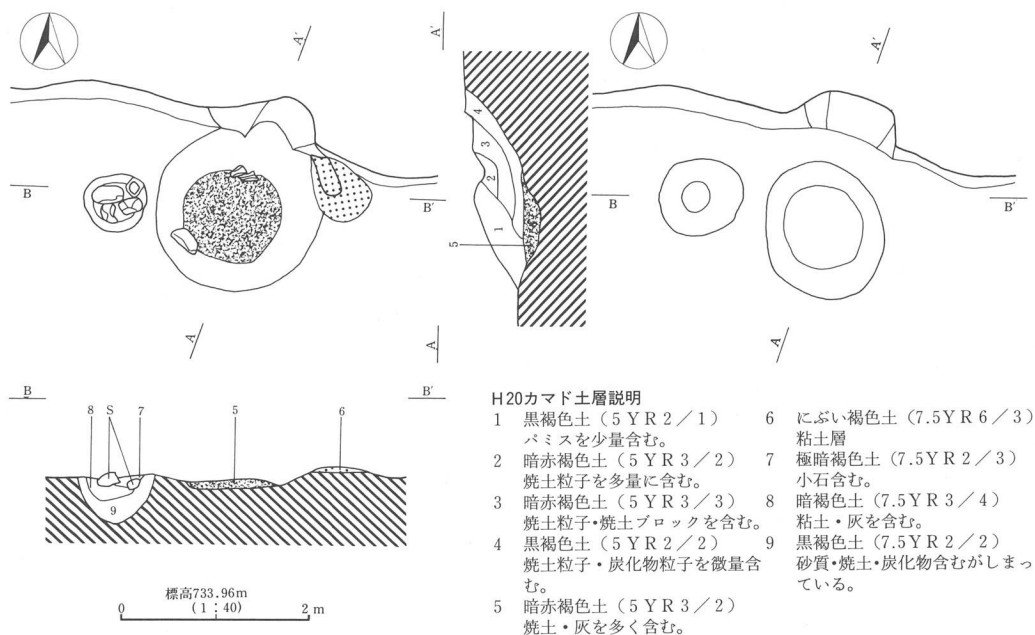 A'
A'
A'
4
3
2
1
5
B
B'
B
B'
A
A
A
B
B'
8
S
7
5
6
9
標高733.96m
(1:40)
0
2m
H20カマド土層説明
1 黒褐色土(5YR2/1)
パミスを少量含む。
2 暗赤褐色土(5YR3/2)
焼土粒子を多量に含む。
3 暗赤褐色土(5YR3/3)
焼土粒子・焼土ブロックを含む。
4 黒褐色土(5YR2/2)
焼土粒子・炭化物粒子を微量含
む。
5 暗赤褐色土(5YR3/2)
焼土・灰を多く含む。
6 にぶい褐色土(7.5YR6/3)
粘土層
7 極暗褐色土(7.5YR2/3)
小石含む。
8 暗褐色土(7.5YR3/4)
粘土・灰を含む。
9 黒褐色土(7.5YR2/2)
砂質・焼土・炭化物含むがしまっ
ている。